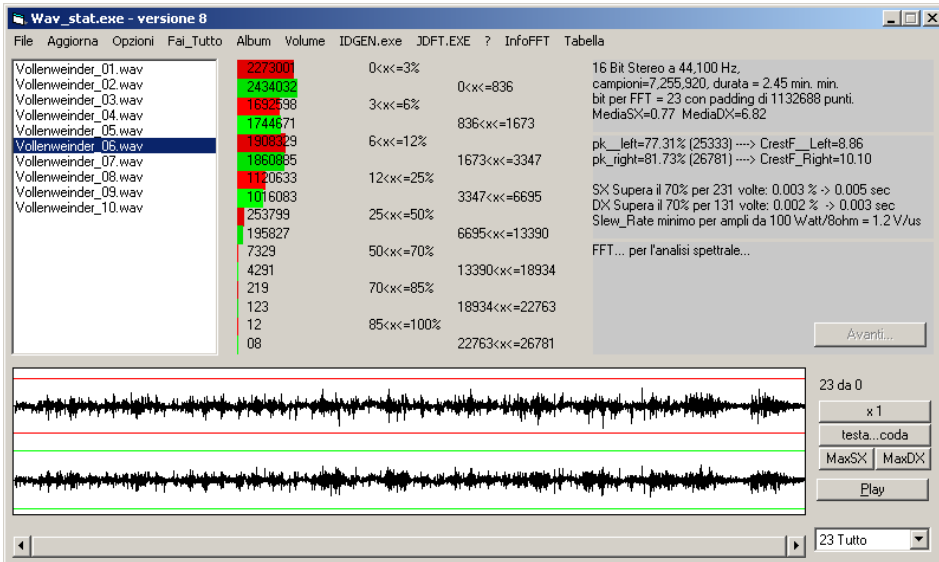 Wav_stat.exe - versione 8
File Aggiorna Opzioni Fai_Tutto Album Volume IDGEN.exe JDFT.EXE ? InfoFFT Tabella
Vollenweinder_01.wav
Vollenweinder_02.wav
Vollenweinder_03.wav
Vollenweinder_04.wav
Vollenweinder_05.wav
Vollenweinder_06.wav
Vollenweinder_07.wav
Vollenweinder_08.wav
Vollenweinder_09.wav
Vollenweinder_10.wav
2273001 0<x<=3%
2434032 0<x<=836
1692598 3<x<=6%
1744671 836<x<=1673
1908329 6<x<=12%
1860885 1673<x<=3347
1120633 12<x<=25%
1016083 3347<x<=6695
253799 25<x<=50%
195827 6695<x<=13390
7329 50<x<=70%
4291 13390<x<=18934
219 70<x<=85%
123 18934<x<=22763
12 85<x<=100%
08 22763<x<=26781
16 Bit Stereo a 44,100 Hz,
campioni=7,255,920, durata = 2.45 min. min.
bit per FFT = 23 con padding di 1132688 punti.
MediaSX=0.77 MediaDX=6.82
pk__left=77.31% (25333) ----> CrestF__Left=8.86
pk_right=81.73% (26781) ----> CrestF_Right=10.10
SX Supera il 70% per 231 volte: 0.003 % -> 0.005 sec
DX Supera il 70% per 131 volte: 0.002 % -> 0.003 sec
Slew_Rate minimo per ampli da 100 Watt/8ohm = 1.2 V/us
FFT... per l'analisi spettrale...
Avanti...
23 da 0
x 1
testa...coda
MaxSX MaxDX
Play
23 Tutto